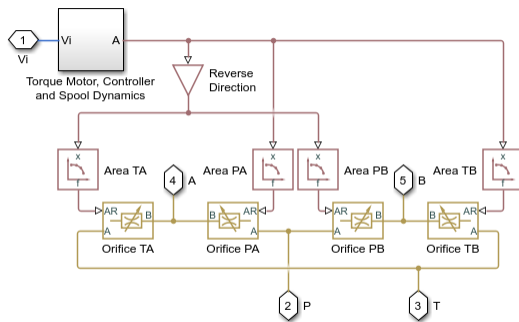 1
Vi
Vi
A
Torque Motor, Controller
and Spool Dynamics
Reverse
Direction
x
f
Area TA
4
A
Area PA
x
f
x
f
Area PB
5
B
Area TB
x
f
AR
A
B
Orifice TA
B
AR
A
Orifice PA
AR
A
B
Orifice PB
B
AR
A
Orifice TB
2
P
3
T